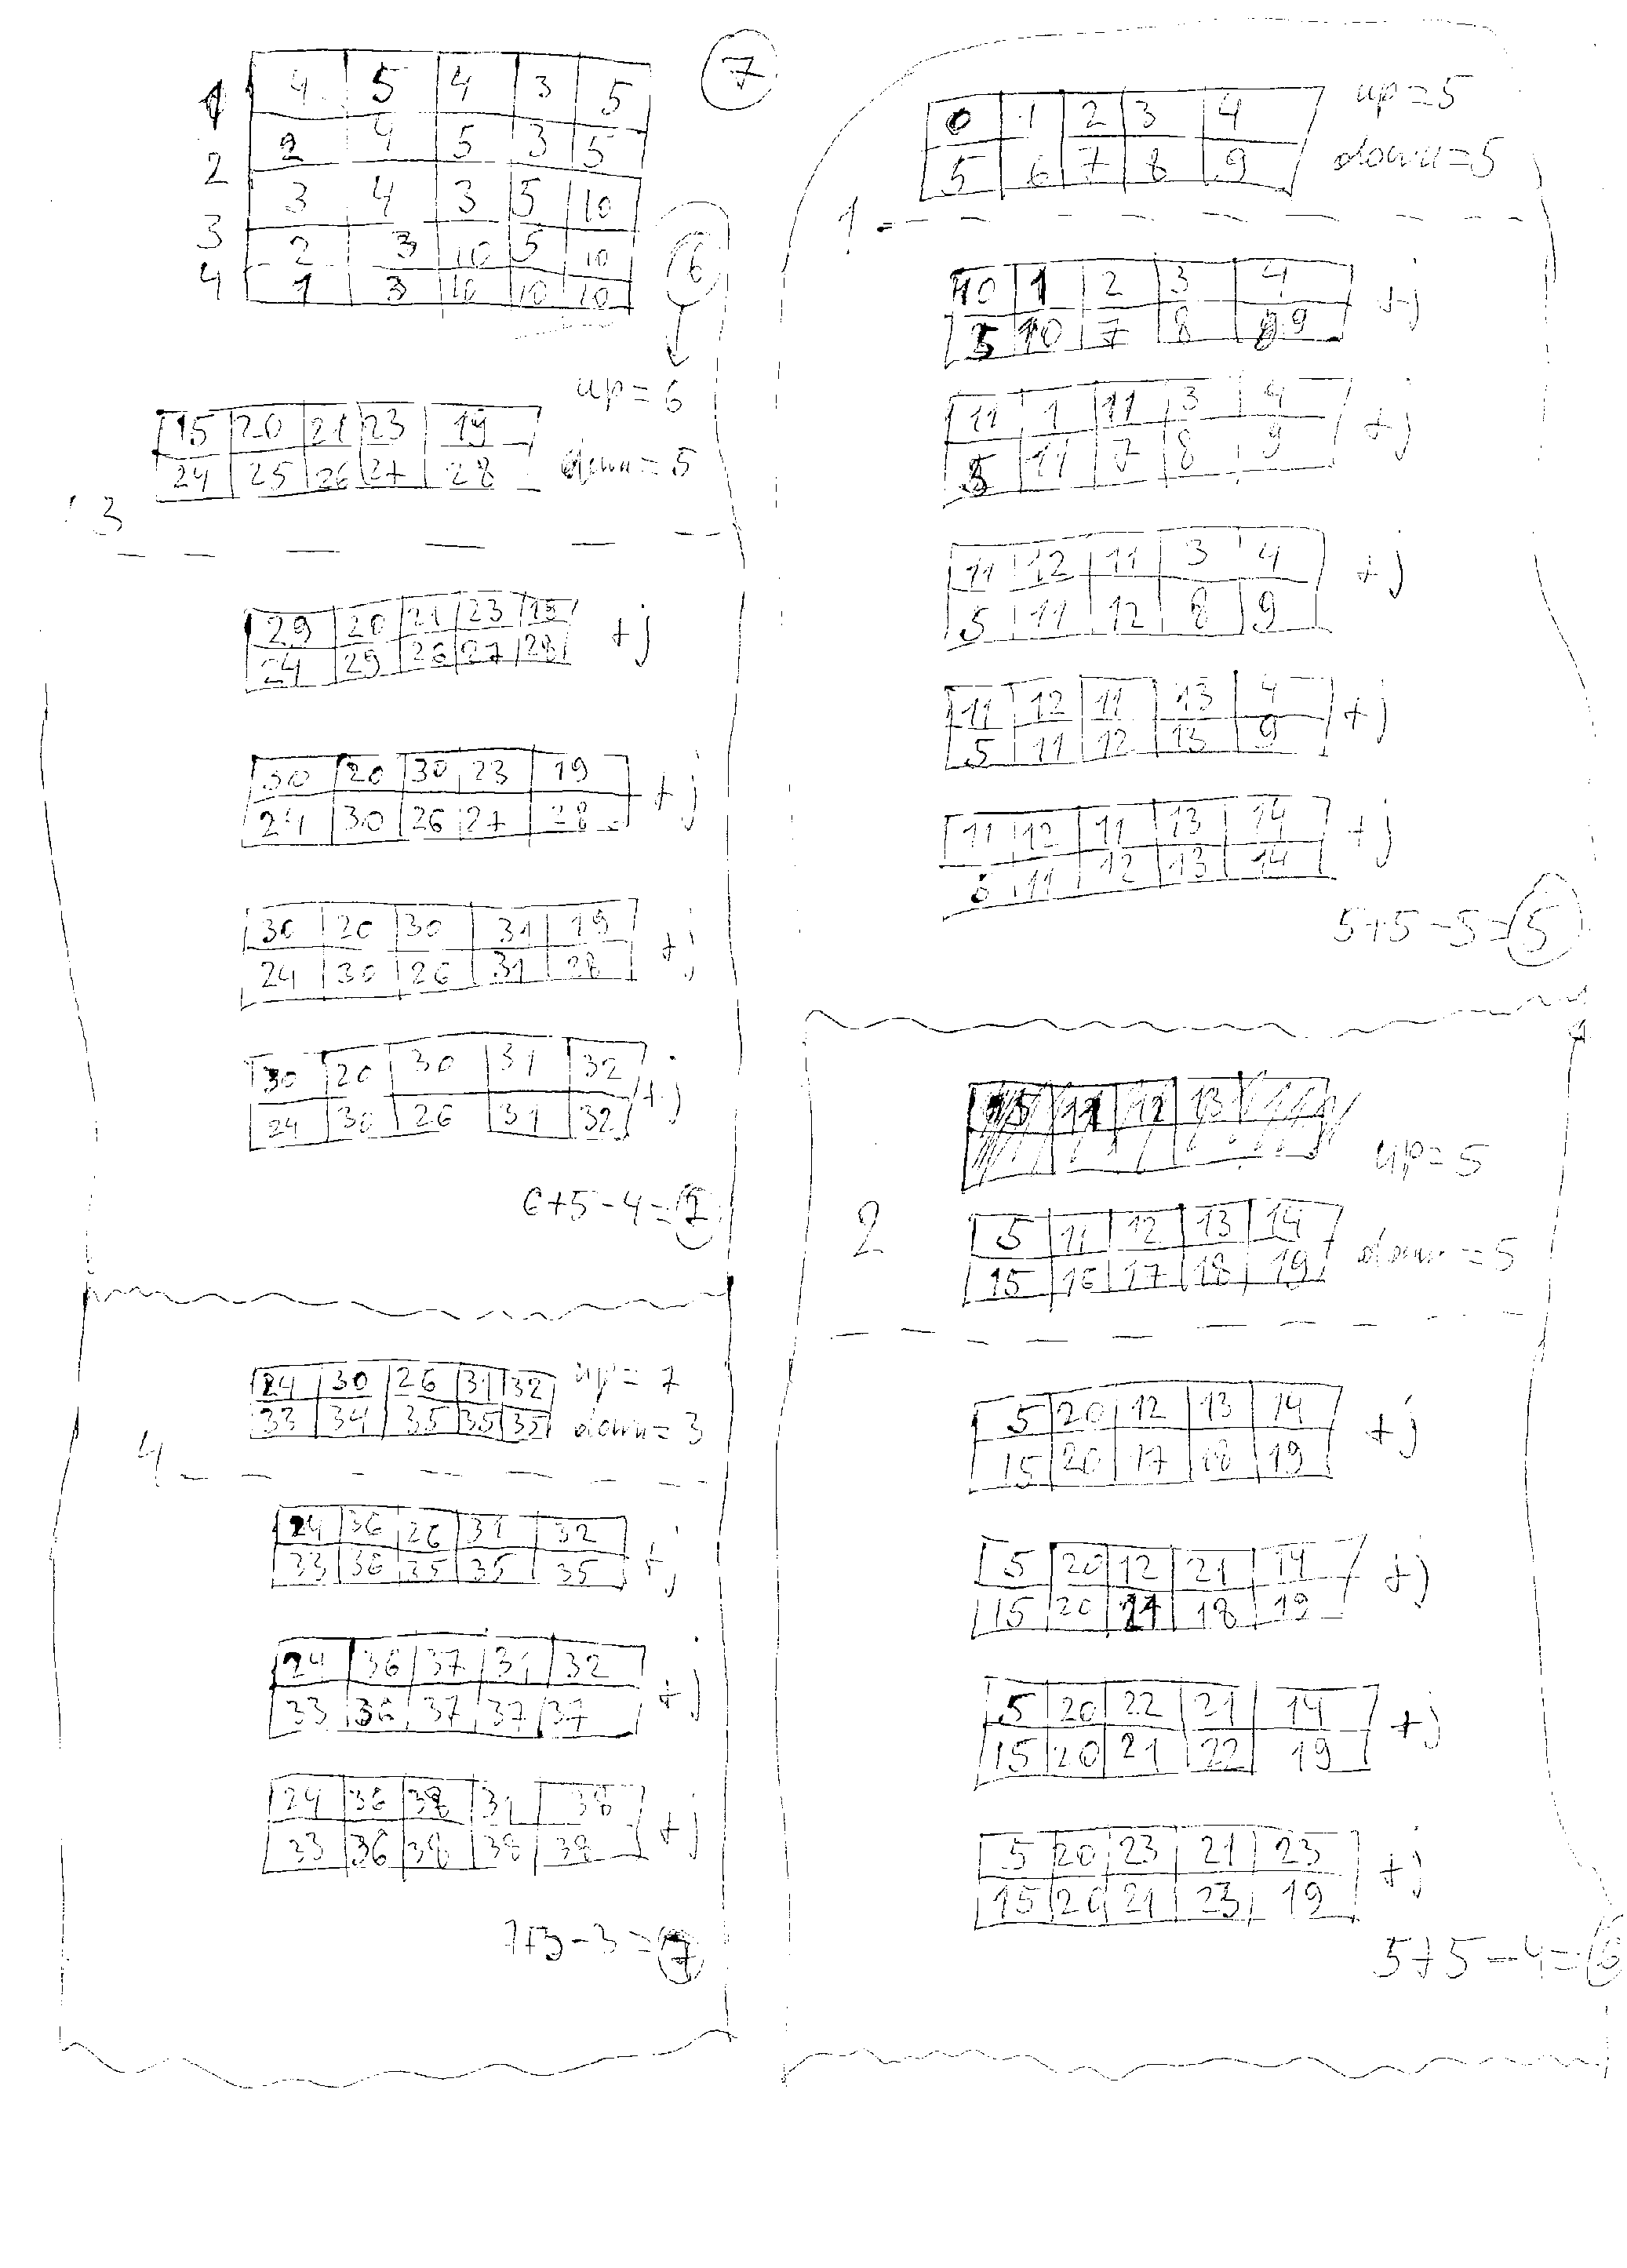 4 5 4 3 5
1
2 4 5 3 5
2
3 4 3 5 10
3
2 3 10 5 10
4
1 3 10 10 10
7
6
up = 6
15 20 21 23 19
24 25 26 27 28
down = 5
3
29 20 21 23 19
24 29 26 27 28
+j
30 20 30 23 19
24 30 26 27 28
+j
30 20 30 31 19
24 30 26 31 28
+j
30 20 30 31 32
24 30 26 31 32
+j
6+5-4=7
24 30 26 31 32
up = 7
33 34 35 35 35
down = 3
4
24 36 26 31 32
33 36 35 35 35
+j
24 36 37 31 32
33 36 37 37 37
+j
24 36 38 31 38
33 36 38 38 38
+j
7+3-3=7
up=5
0 1 2 3 4
5 6 7 8 9
down=5
1
10 1 2 3 4
5 10 7 8 9
+j
11 1 11 3 4
5 11 7 8 9
+j
11 12 11 3 4
5 11 12 8 9
+j
11 12 11 13 4
5 11 12 13 9
+j
11 12 11 13 14
5 11 12 13 14
+j
5+5-5=5
11 12 13
up=5
2
5 11 12 13 14
15 16 17 18 19
down=5
5 20 12 13 14
15 20 17 18 19
+j
5 20 12 21 14
15 20 21 18 19
+j
5 20 22 21 14
15 20 21 22 19
+j
5 20 23 21 23
15 20 21 23 19
+j
5+5-4=6